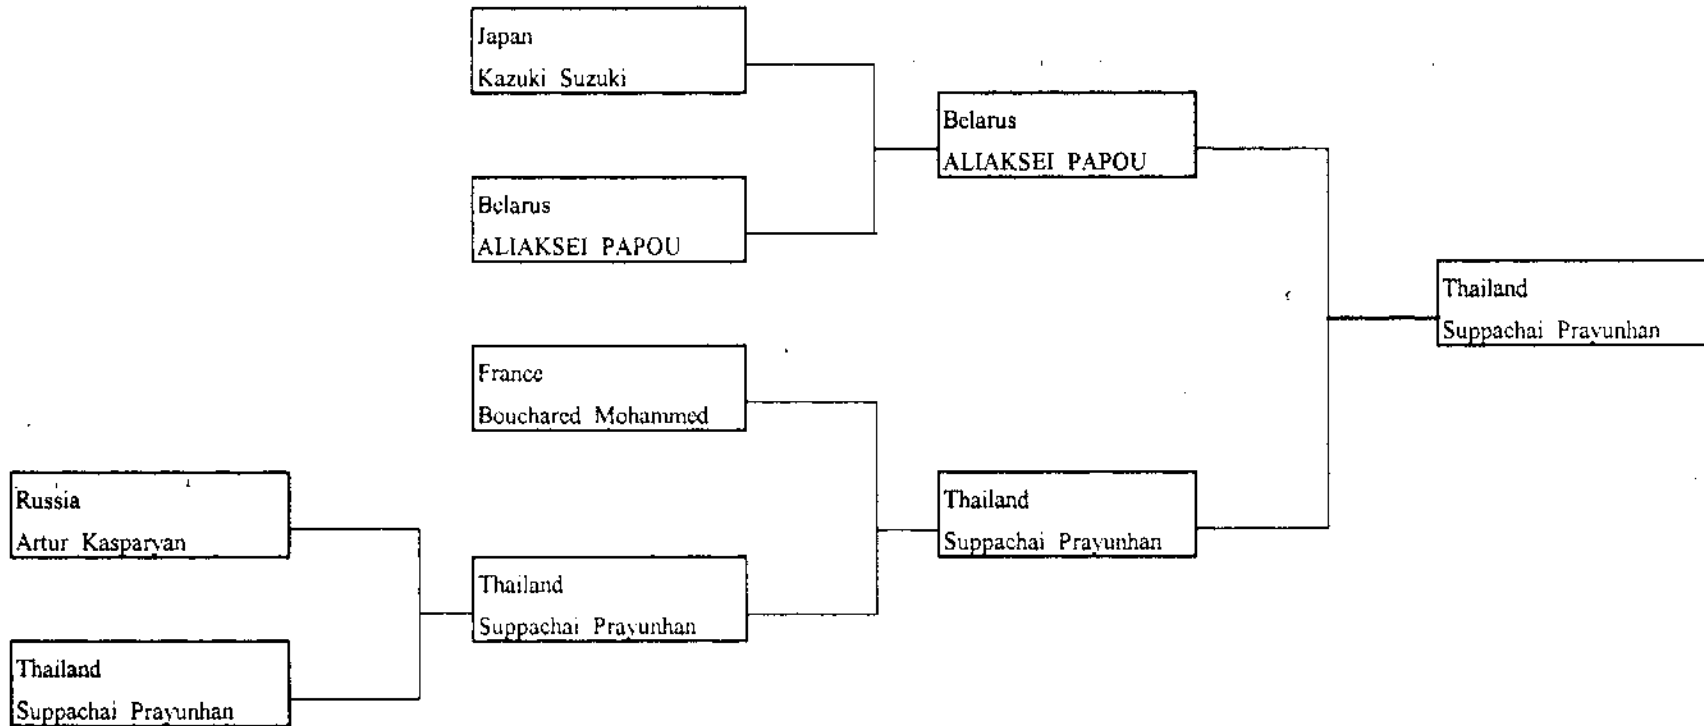 Japan
Kazuki Suzuki
Belarus
ALIAKSEI PAPOU
Belarus
ALIAKSEI PAPOU
Thailand
Suppachai Prayunhan
France
Bouchared Mohammed
Russia
Artur Kasparyan
Thailand
Suppachai Prayunhan
Thailand
Suppachai Prayunhan
Thailand
Suppachai Prayunhan